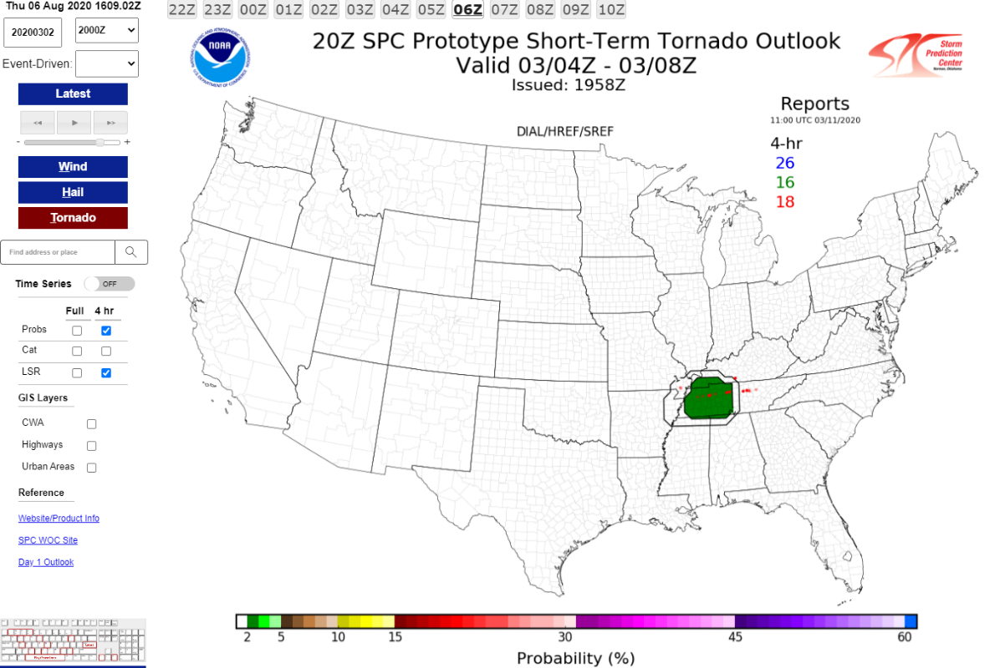 Thu 06 Aug 2020 1609.02Z
22Z 23Z 00Z 01Z 02Z 03Z 04Z 05Z 06Z 07Z 08Z 09Z 10Z
20200302
2000Z
Event-Driven:
Latest
- +
Wind
Hail
Tornado
Find address or place
Time Series OFF
Full 4 hr
Probs
Cat
LSR
GIS Layers
CWA
Highways
Urban Areas
Reference
Website/Product Info
SPC WOC Site
Day 1 Outlook
NOAA
20Z SPC Prototype Short-Term Tornado Outlook
Valid 03/04Z - 03/08Z
Issued: 1958Z
Storm
Prediction
Center
Norman, Oklahoma
DIAL/HREF/SREF
Reports
11:00 UTC 03/11/2020
4-hr
26
16
18
2 5 10 15 30 45 60
Probability (%)